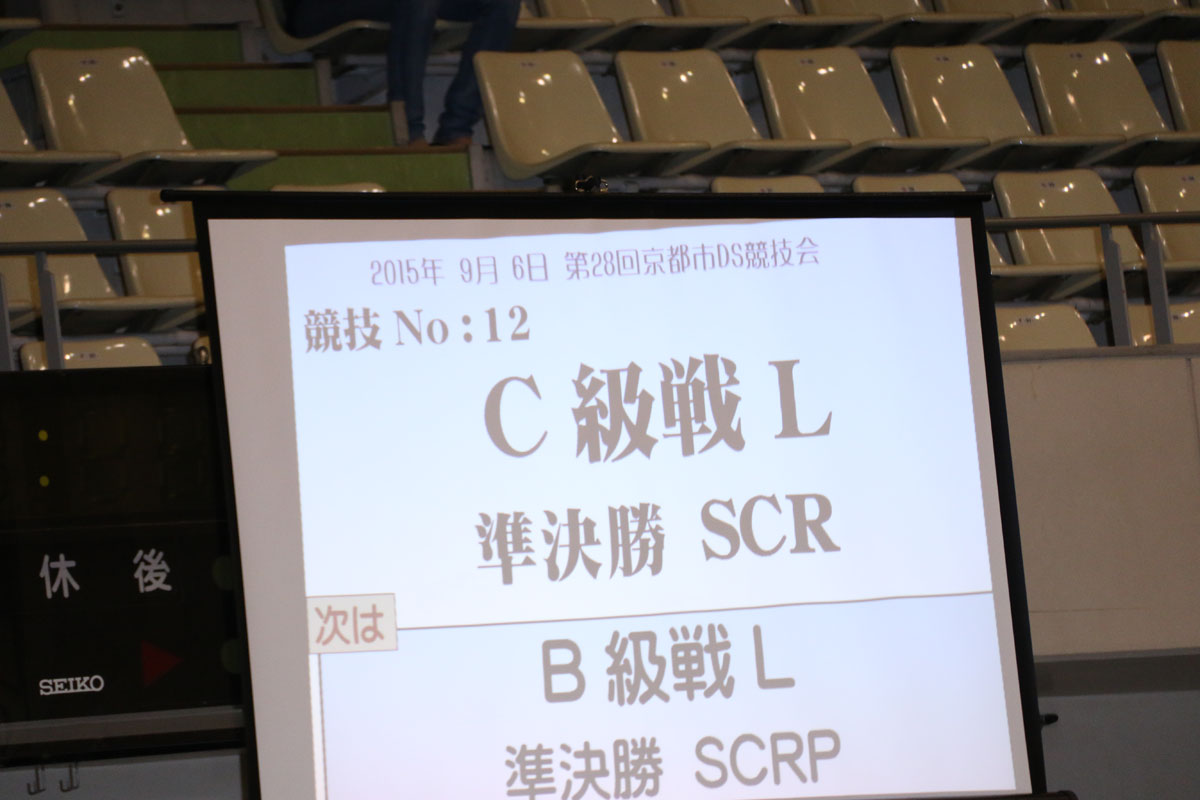 2015年 9月 6日 第28回京都市DS競技会
競技 No : 12
C 級戦 L
準決勝 SCR
次は
B 級戦 L
準決勝 SCRP
休 後
SEIKO